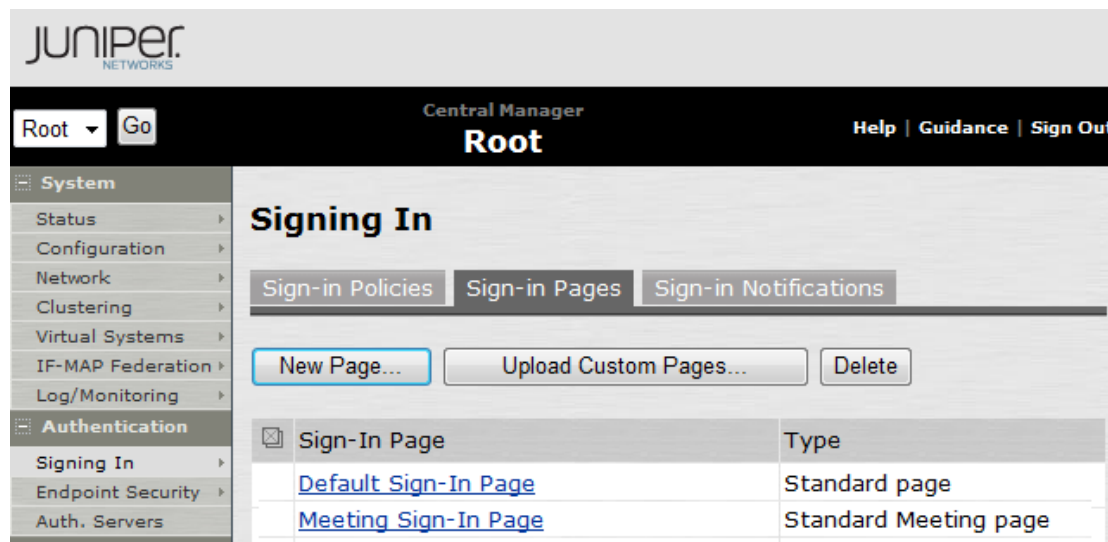 JUNIPER
NETWORKS
Root Go
Central Manager
Root
Help | Guidance | Sign Out
System
Status
Configuration
Network
Clustering
Virtual Systems
IF-MAP Federation
Log/Monitoring
Authentication
Signing In
Endpoint Security
Auth. Servers
Signing In
Sign-in Policies Sign-in Pages Sign-in Notifications
New Page... Upload Custom Pages... Delete
Sign-In Page Type
Default Sign-In Page Standard page
Meeting Sign-In Page Standard Meeting page